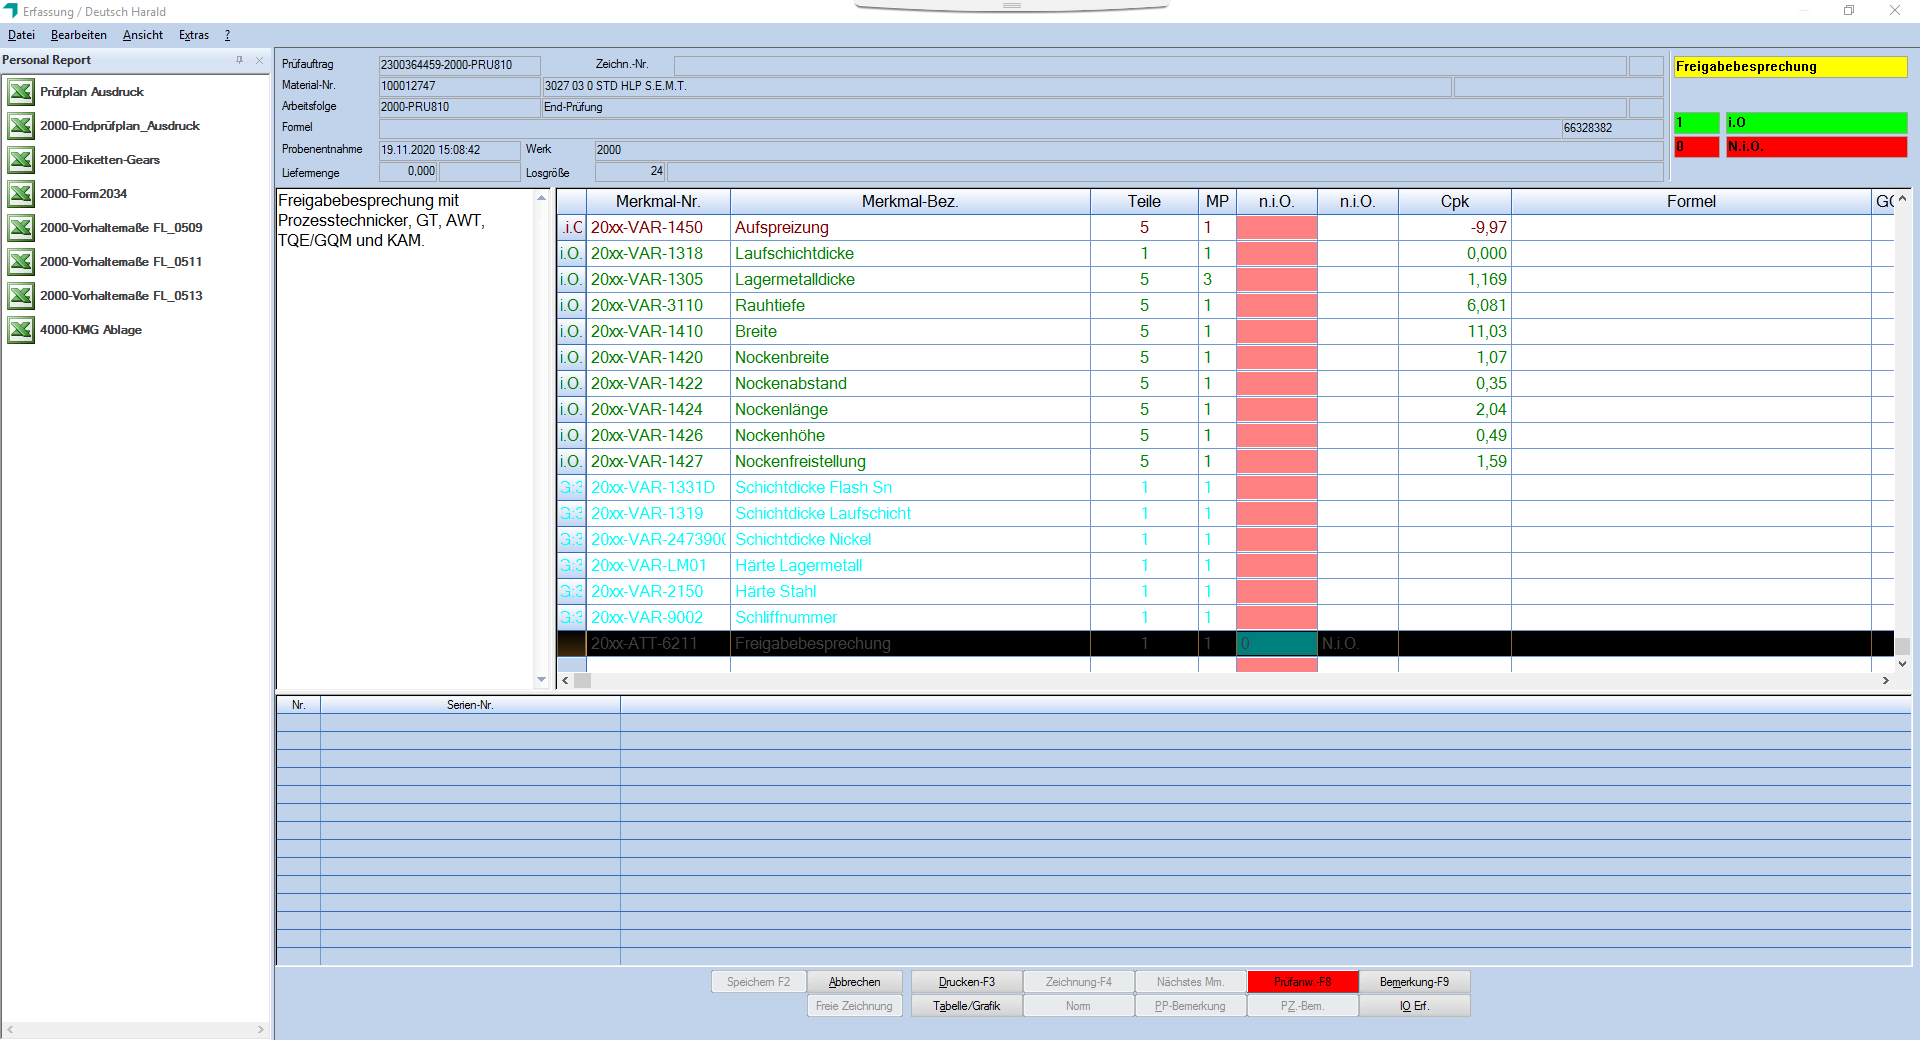 Erfassung / Deutsch Harald
Datei Bearbeiten Ansicht Extras ?
Personal Report
Prüfplan Ausdruck
2000-Endprüfplan_Ausdruck
2000-Etiketten-Gears
2000-Form2034
2000-Vorhaltemaße FL_0509
2000-Vorhaltemaße FL_0511
2000-Vorhaltemaße FL_0513
4000-KMG Ablage
Prüfauftrag 2300364459-2000-PRU810 Zeichn.-Nr.
Material-Nr. 100012747 3027 03 0 STD HLP S.E.M.T.
Arbeitsfolge 2000-PRU810 End-Prüfung
Formel 66328382
Probenentnahme 19.11.2020 15:08:42 Werk 2000
Liefermenge 0,000 Losgröße 24
Freigabebesprechung
1 i.O
0 N.i.O.
Freigabebesprechung mit
Prozesstechnicker, GT, AWT,
TQE/GQM und KAM.
Merkmal-Nr. Merkmal-Bez. Teile MP n.i.O. n.i.O. Cpk Formel
.i.C 20xx-VAR-1450 Aufspreizung 5 1 -9,97
i.O. 20xx-VAR-1318 Laufschichtdicke 1 1 0,000
i.O. 20xx-VAR-1305 Lagermetalldicke 5 3 1,169
i.O. 20xx-VAR-3110 Rauhtiefe 5 1 6,081
i.O. 20xx-VAR-1410 Breite 5 1 11,03
i.O. 20xx-VAR-1420 Nockenbreite 5 1 1,07
i.O. 20xx-VAR-1422 Nockenabstand 5 1 0,35
i.O. 20xx-VAR-1424 Nockenlänge 5 1 2,04
i.O. 20xx-VAR-1426 Nockenhöhe 5 1 0,49
i.O. 20xx-VAR-1427 Nockenfreistellung 5 1 1,59
G:3 20xx-VAR-1331D Schichtdicke Flash Sn 1 1
G:3 20xx-VAR-1319 Schichtdicke Laufschicht 1 1
G:3 20xx-VAR-2473900 Schichtdicke Nickel 1 1
G:3 20xx-VAR-LM01 Härte Lagermetall 1 1
G:3 20xx-VAR-2150 Härte Stahl 1 1
G:3 20xx-VAR-9002 Schliffnummer 1 1
20xx-ATT-6211 Freigabebesprechung 1 1 0 N.i.O.
Nr. Serien-Nr.
Speichern F2 Abbrechen Drucken-F3 Zeichnung-F4 Nächstes Mm. Prüfanw.-F8 Bemerkung-F9
Freie Zeichnung Tabelle/Grafik Norm PP-Bemerkung PZ.-Bem. IO Erf.